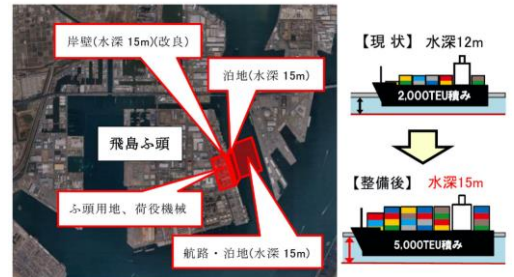 岸壁(水深 15m)(改良)
泊地(水深 15m)
飛島ふ頭
ふ頭用地、荷役機械
航路・泊地(水深 15m)
【現 状】 水深12m
2,000TEU積み
【整備後】 水深15m
5,000TEU積み